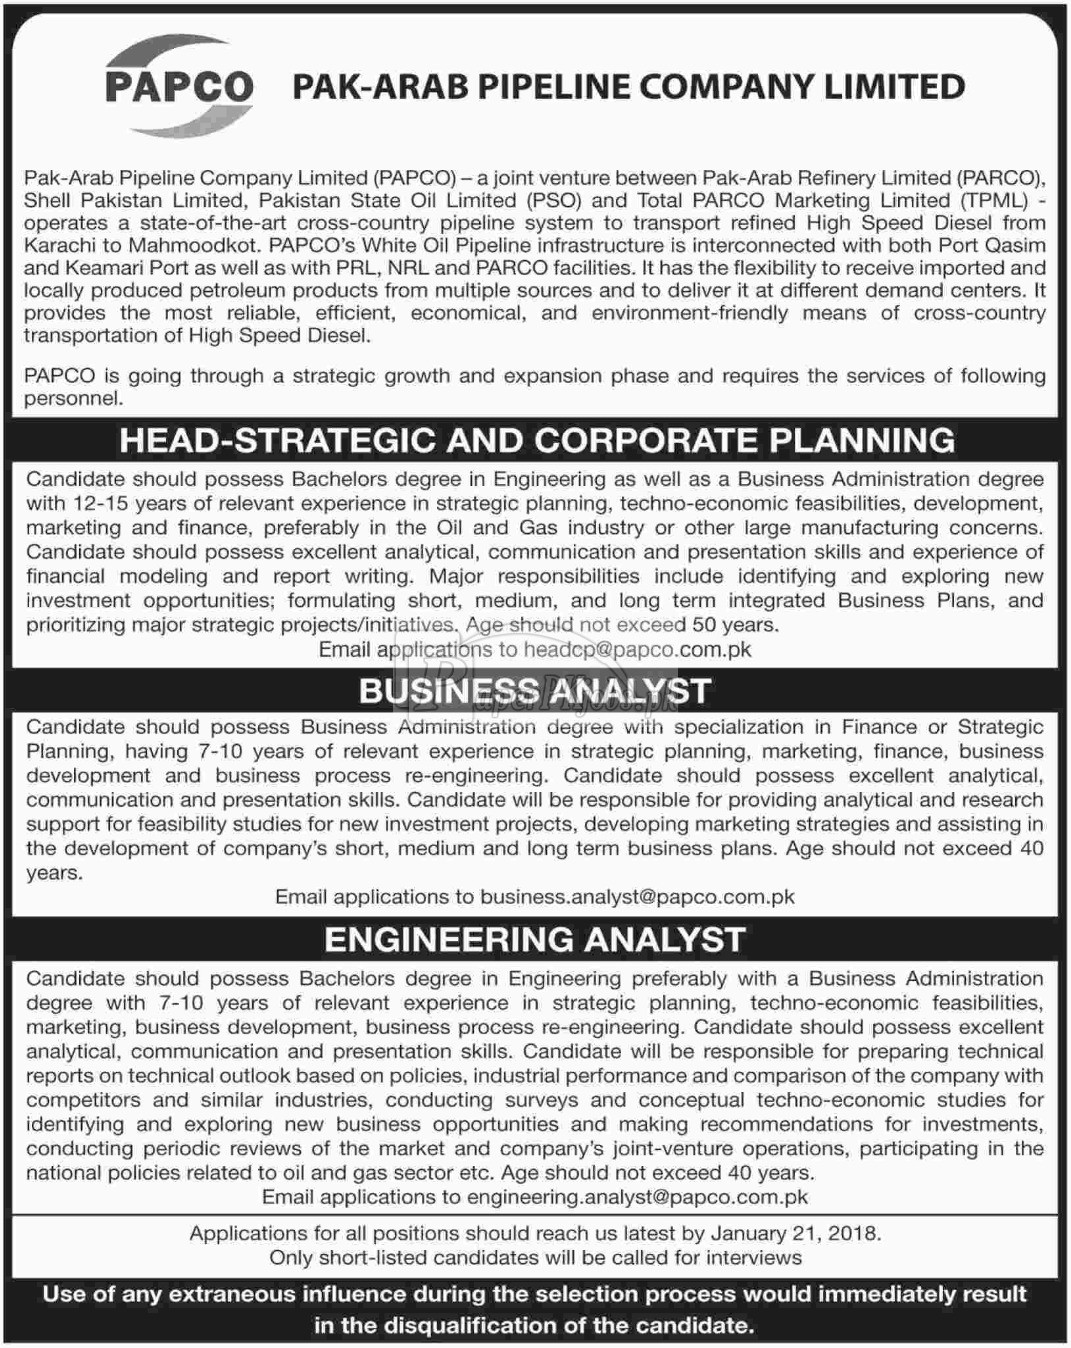 PAPCO PAK-ARAB PIPELINE COMPANY LIMITED
Pak-Arab Pipeline Company Limited (PAPCO) – a joint venture between Pak-Arab Refinery Limited (PARCO),
Shell Pakistan Limited, Pakistan State Oil Limited (PSO) and Total PARCO Marketing Limited (TPML) -
operates a state-of-the-art cross-country pipeline system to transport refined High Speed Diesel from
Karachi to Mahmoodkot. PAPCO's White Oil Pipeline infrastructure is interconnected with both Port Qasim
and Keamari Port as well as with PRL, NRL and PARCO facilities. It has the flexibility to receive imported and
locally produced petroleum products from multiple sources and to deliver it at different demand centers. It
provides the most reliable, efficient, economical, and environment-friendly means of cross-country
transportation of High Speed Diesel.
PAPCO is going through a strategic growth and expansion phase and requires the services of following
personnel.
HEAD-STRATEGIC AND CORPORATE PLANNING
Candidate should possess Bachelors degree in Engineering as well as a Business Administration degree
with 12-15 years of relevant experience in strategic planning, techno-economic feasibilities, development,
marketing and finance, preferably in the Oil and Gas industry or other large manufacturing concerns.
Candidate should possess excellent analytical, communication and presentation skills and experience of
financial modeling and report writing. Major responsibilities include identifying and exploring new
investment opportunities; formulating short, medium, and long term integrated Business Plans, and
prioritizing major strategic projects/initiatives. Age should not exceed 50 years.
Email applications to headcp@papco.com.pk
PaperPkjobs.pk
BUSINESS ANALYST
Candidate should possess Business Administration degree with specialization in Finance or Strategic
Planning, having 7-10 years of relevant experience in strategic planning, marketing, finance, business
development and business process re-engineering. Candidate should possess excellent analytical,
communication and presentation skills. Candidate will be responsible for providing analytical and research
support for feasibility studies for new investment projects, developing marketing strategies and assisting in
the development of company's short, medium and long term business plans. Age should not exceed 40
years.
Email applications to business.analyst@papco.com.pk
ENGINEERING ANALYST
Candidate should possess Bachelors degree in Engineering preferably with a Business Administration
degree with 7-10 years of relevant experience in strategic planning, techno-economic feasibilities,
marketing, business development, business process re-engineering. Candidate should possess excellent
analytical, communication and presentation skills. Candidate will be responsible for preparing technical
reports on technical outlook based on policies, industrial performance and comparison of the company with
competitors and similar industries, conducting surveys and conceptual techno-economic studies for
identifying and exploring new business opportunities and making recommendations for investments,
conducting periodic reviews of the market and company's joint-venture operations, participating in the
national policies related to oil and gas sector etc. Age should not exceed 40 years.
Email applications to engineering.analyst@papco.com.pk
Applications for all positions should reach us latest by January 21, 2018.
Only short-listed candidates will be called for interviews
Use of any extraneous influence during the selection process would immediately result
in the disqualification of the candidate.